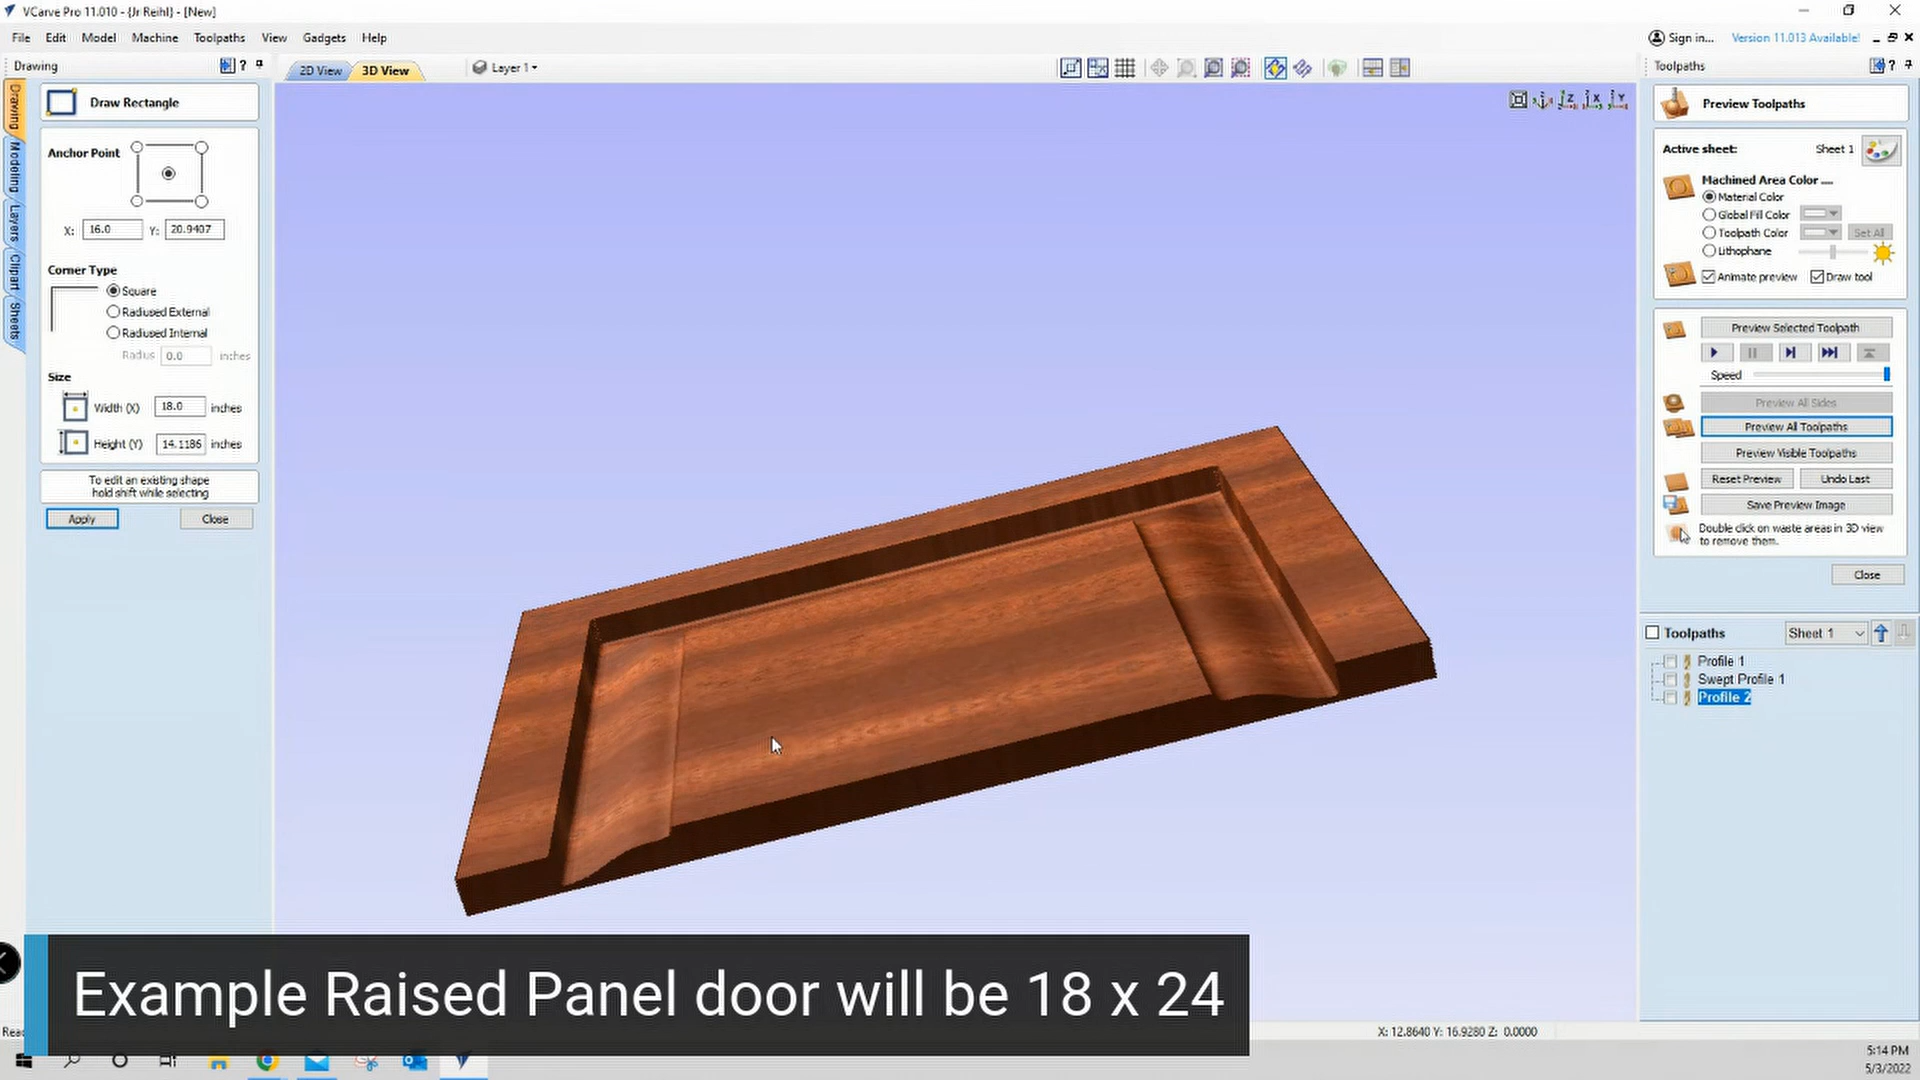 VCarve Pro 11.010 - {Jr Reihl} - [New]
File Edit Model Machine Toolpaths View Gadgets Help
Sign in... Version 11.013 Available!
Drawing
2D View 3D View Layer 1
Toolpaths
Drawing
Modeling
Layers
Clipart
Sheets
Draw Rectangle
Anchor Point
X: 16.0 Y: 20.9407
Corner Type
Square
Radiused External
Radiused Internal
Radius 0.0 inches
Size
Width (X) 18.0 inches
Height (Y) 14.1186 inches
To edit an existing shape
hold shift while selecting
Apply Close
Z X Y
Preview Toolpaths
Active sheet: Sheet 1
Machined Area Color ....
Material Color
Global Fill Color
Toolpath Color Set All
Lithophane
Animate preview Draw tool
Preview Selected Toolpath
Speed
Preview All Sides
Preview All Toolpaths
Preview Visible Toolpaths
Reset Preview Undo Last
Save Preview Image
Double click on waste areas in 3D view
to remove them.
Close
Toolpaths Sheet 1
Profile 1
Swept Profile 1
Profile 2
Example Raised Panel door will be 18 x 24
X: 12.8640 Y: 16.9280 Z: 0.0000
5:14 PM
5/3/2022